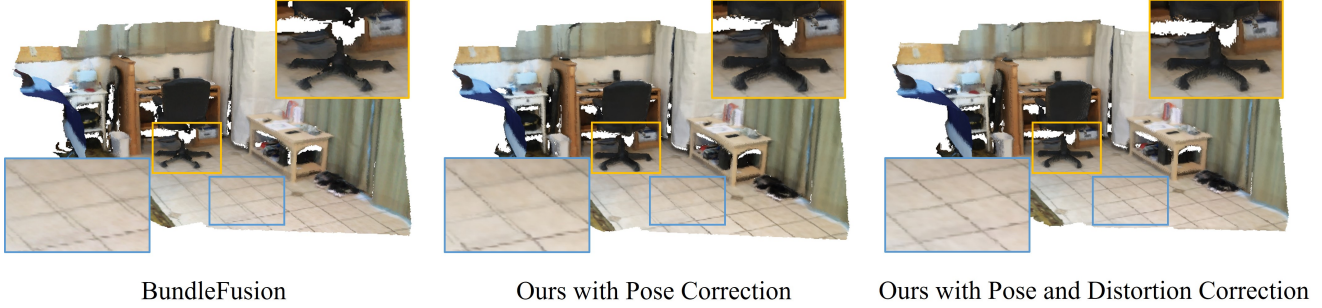 BundleFusion
Ours with Pose Correction
Ours with Pose and Distortion Correction